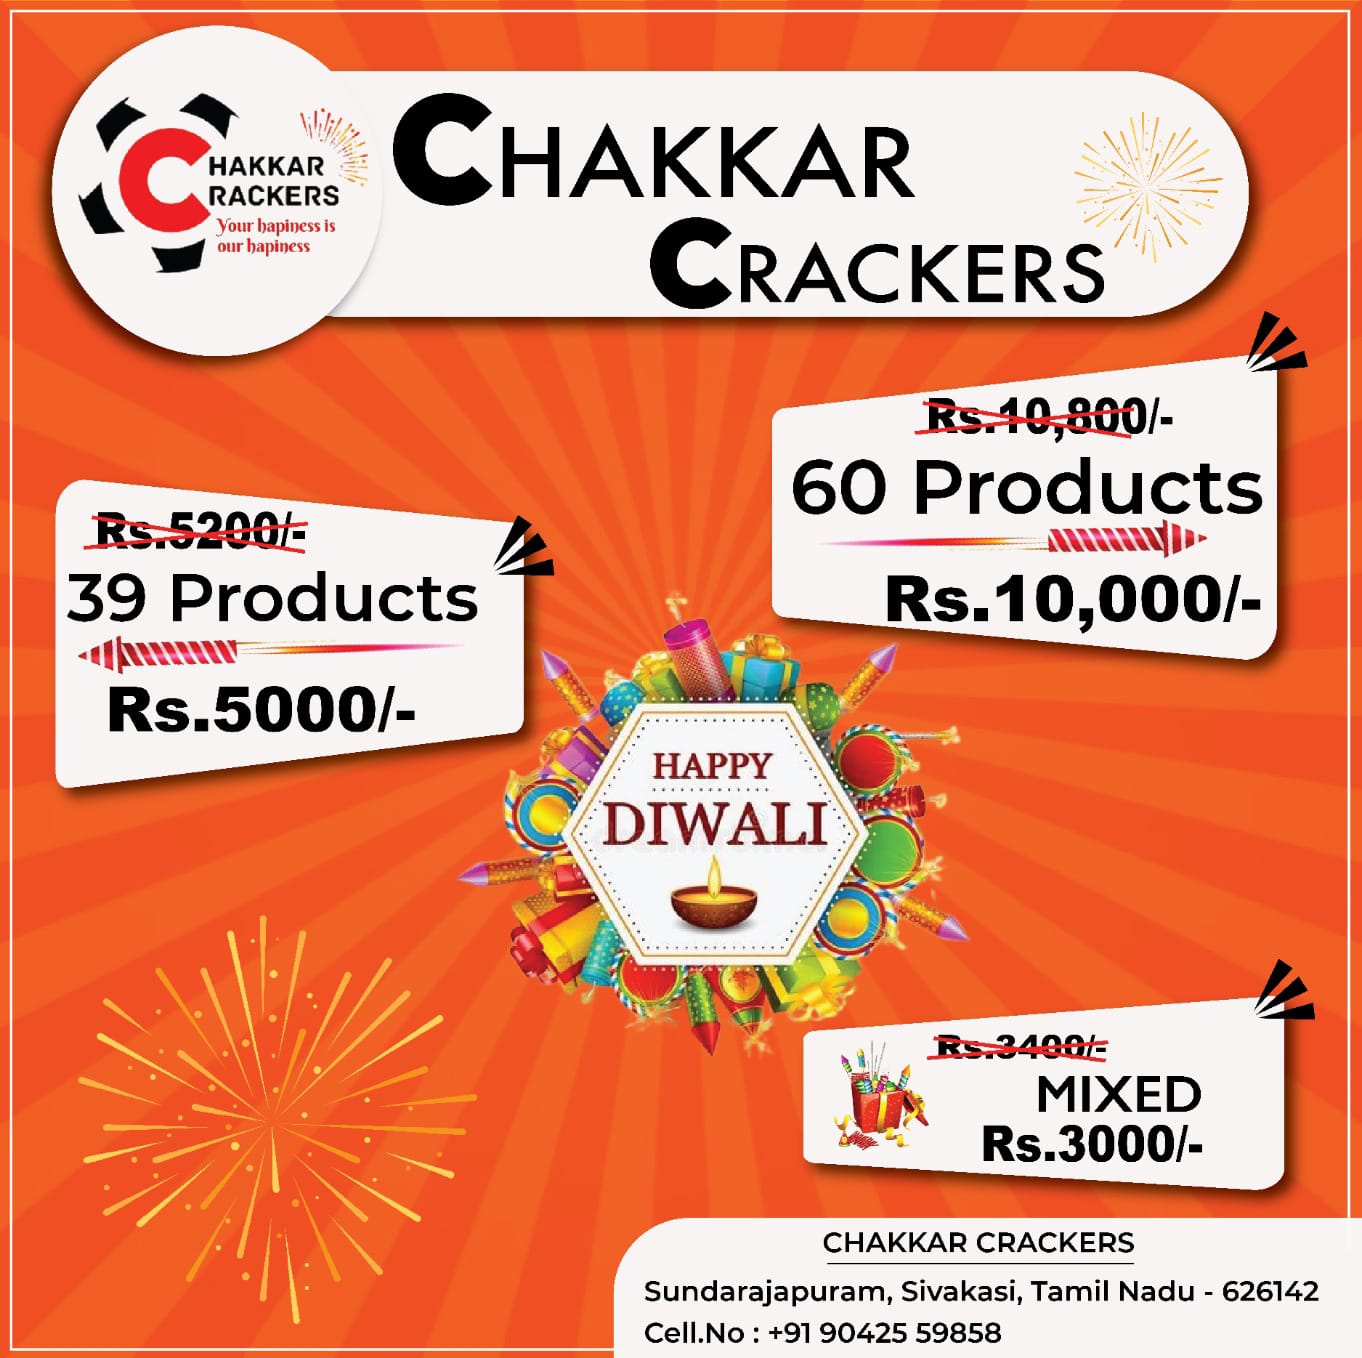 CHAKKAR
CRACKERS
Your hapiness is
our hapiness
CHAKKAR
CRACKERS
Rs.10,800/-
60 Products
Rs.10,000/-
Rs.5200/-
39 Products
Rs.5000/-
HAPPY
DIWALI
Rs.3400/-
MIXED
Rs.3000/-
CHAKKAR CRACKERS
Sundarajapuram, Sivakasi, Tamil Nadu - 626142
Cell.No : +91 90425 59858